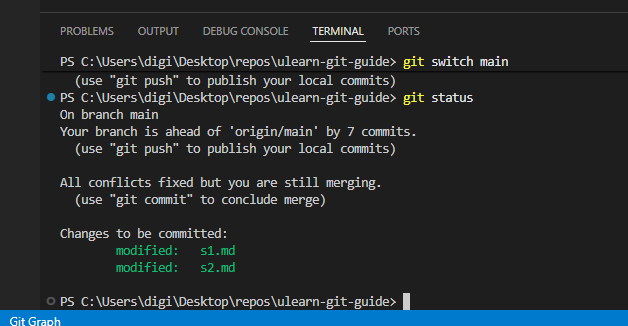 PROBLEMS OUTPUT DEBUG CONSOLE TERMINAL PORTS
PS C:\Users\digi\Desktop\repos\ulearn-git-guide> git switch main
(use "git push" to publish your local commits)
PS C:\Users\digi\Desktop\repos\ulearn-git-guide> git status
On branch main
Your branch is ahead of 'origin/main' by 7 commits.
(use "git push" to publish your local commits)
All conflicts fixed but you are still merging.
(use "git commit" to conclude merge)
Changes to be committed:
modified: s1.md
modified: s2.md
PS C:\Users\digi\Desktop\repos\ulearn-git-guide>
Git Graph